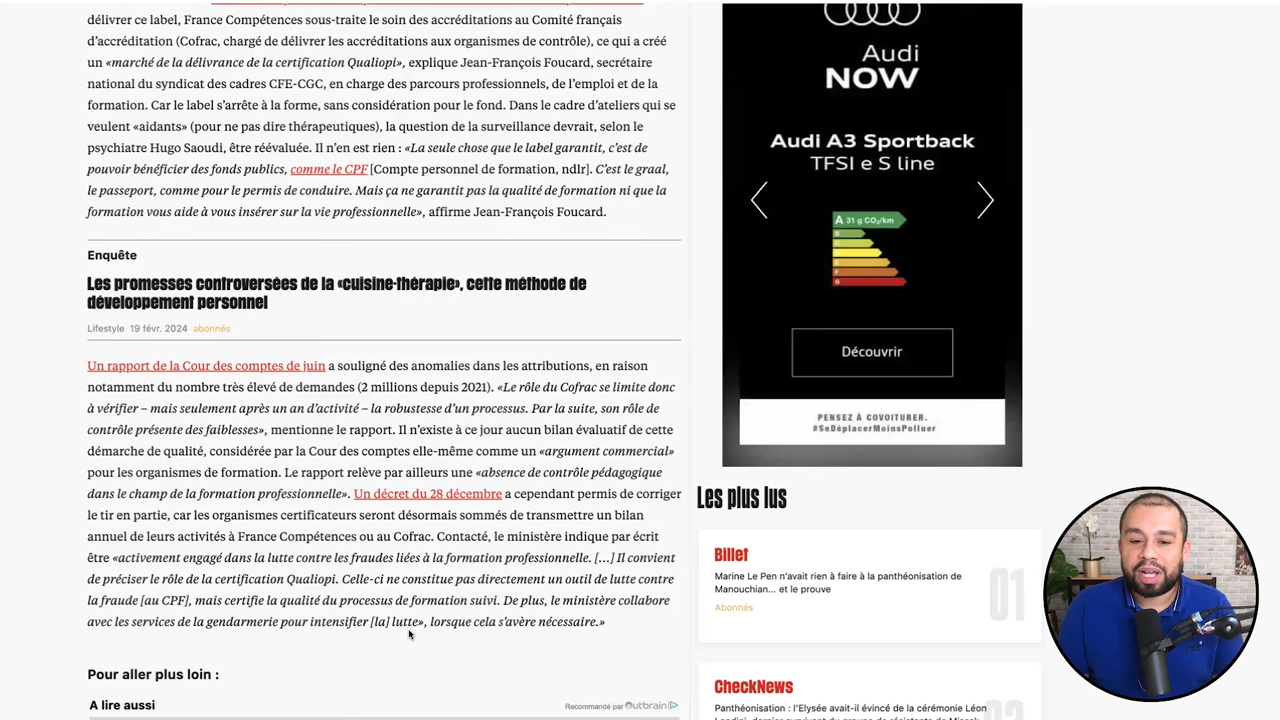 délivrer ce label, France Compétences sous-traite le soin des accréditations au Comité français
d’accréditation (Cofrac, chargé de délivrer les accréditations aux organismes de contrôle), ce qui a créé
un «marché de la délivrance de la certification Qualiopi», explique Jean-François Foucard, secrétaire
national du syndicat des cadres CFE-CGC, en charge des parcours professionnels, de l’emploi et de la
formation. Car le label s’arrête à la forme, sans considération pour le fond. Dans le cadre d’ateliers qui se
veulent «aidants» (pour ne pas dire thérapeutiques), la question de la surveillance devrait, selon le
psychiatre Hugo Saoudi, être réévaluée. Il n’en est rien : «La seule chose que le label garantit, c’est de
pouvoir bénéficier des fonds publics, comme le CPF [Compte personnel de formation, ndlr]. C’est le graal,
le passeport, comme pour le permis de conduire. Mais ça ne garantit pas la qualité de formation ni que la
formation vous aide à vous insérer sur la vie professionnelle», affirme Jean-François Foucard.
Enquête
Les promesses controversées de la «cuisine-thérapie», cette méthode de
développement personnel
Lifestyle 19 févr. 2024 abonnés
Un rapport de la Cour des comptes de juin a souligné des anomalies dans les attributions, en raison
notamment du nombre très élevé de demandes (2 millions depuis 2021). «Le rôle du Cofrac se limite donc
à vérifier – mais seulement après un an d’activité – la robustesse d’un processus. Par la suite, son rôle de
contrôle présente des faiblesses», mentionne le rapport. Il n’existe à ce jour aucun bilan évaluatif de cette
démarche de qualité, considérée par la Cour des comptes elle-même comme un «argument commercial»
pour les organismes de formation. Le rapport relève par ailleurs une «absence de contrôle pédagogique
dans le champ de la formation professionnelle». Un décret du 28 décembre a cependant permis de corriger
le tir en partie, car les organismes certificateurs seront désormais sommés de transmettre un bilan
annuel de leurs activités à France Compétences ou au Cofrac. Contacté, le ministère indique par écrit
être «activement engagé dans la lutte contre les fraudes liées à la formation professionnelle. [...] Il convient
de préciser le rôle de la certification Qualiopi. Celle-ci ne constitue pas directement un outil de lutte contre
la fraude [au CPF], mais certifie la qualité du processus de formation suivi. De plus, le ministère collabore
avec les services de la gendarmerie pour intensifier [la] lutte», lorsque cela s’avère nécessaire.»
Pour aller plus loin :
A lire aussi
Recommandé par Outbrain
Audi
NOW
Audi A3 Sportback
TFSI e S line
A 31 g CO₂/km
B
C
D
E
F
G
Découvrir
PENSEZ À COVOITURER.
#SeDéplacerMoinsPolluer
Les plus lus
Billet
Marine Le Pen n’avait rien à faire à la panthéonisation de
Manouchian... et le prouve
Abonnés
01
CheckNews
Panthéonisation : l’Elysée avait-il évincé de la cérémonie Léon